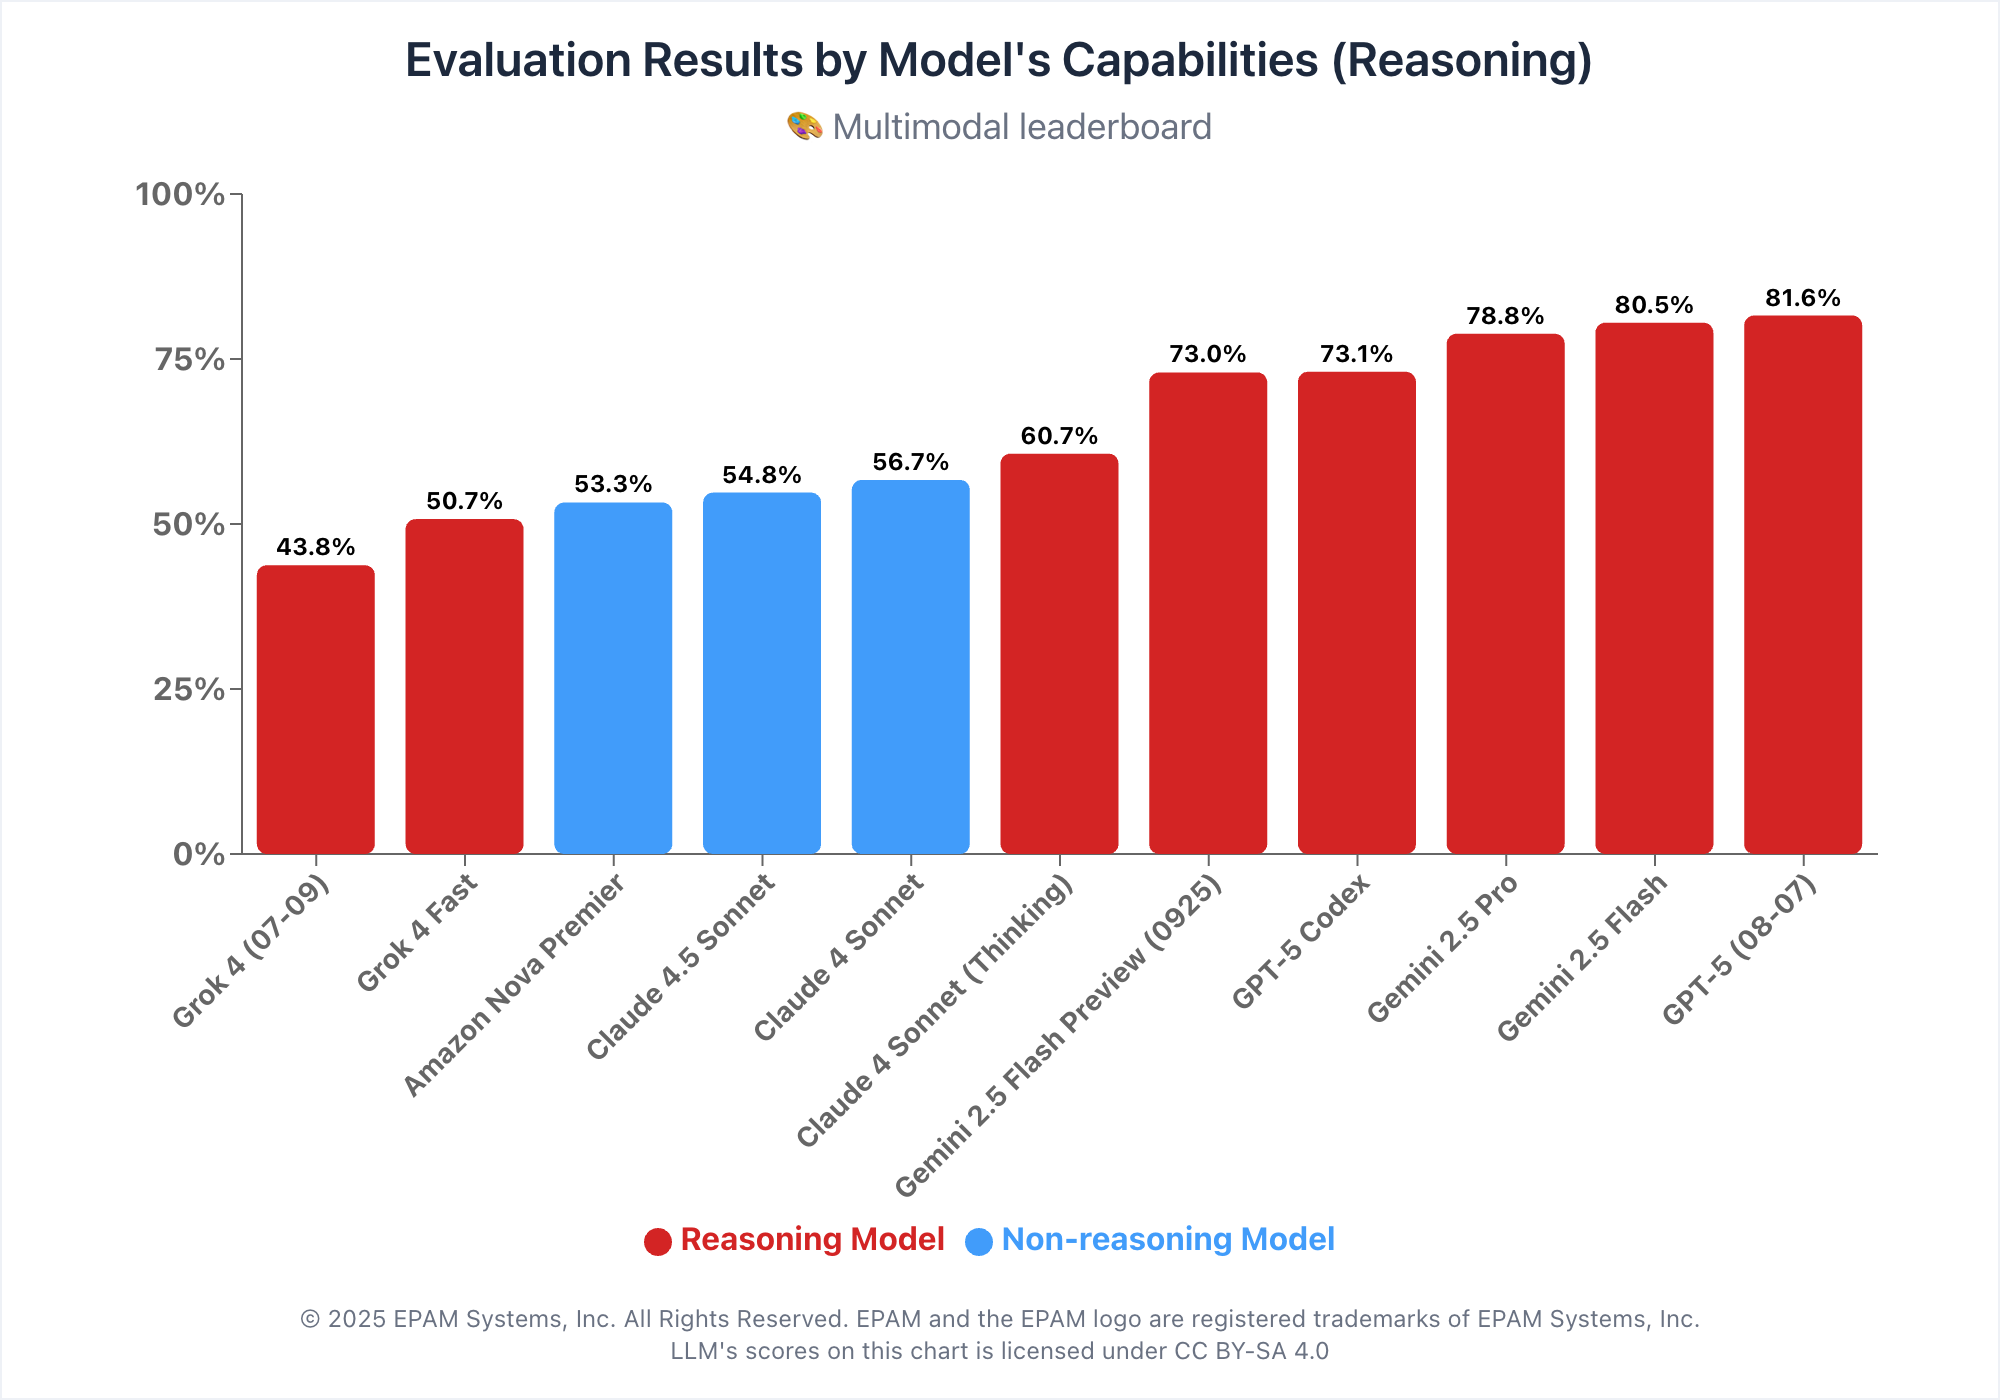 Evaluation Results by Model's Capabilities (Reasoning)
🎨 Multimodal leaderboard
100%
75%
50%
25%
0%
43.8%
50.7%
53.3%
54.8%
56.7%
60.7%
73.0%
73.1%
78.8%
80.5%
81.6%
Grok 4 (07-09)
Grok 4 Fast
Amazon Nova Premier
Claude 4.5 Sonnet
Claude 4 Sonnet
Claude 4 Sonnet (Thinking)
Gemini 2.5 Flash Preview (0925)
GPT-5 Codex
Gemini 2.5 Pro
Gemini 2.5 Flash
GPT-5 (08-07)
Reasoning Model
Non-reasoning Model
© 2025 EPAM Systems, Inc. All Rights Reserved. EPAM and the EPAM logo are registered trademarks of EPAM Systems, Inc.
LLM's scores on this chart is licensed under CC BY-SA 4.0